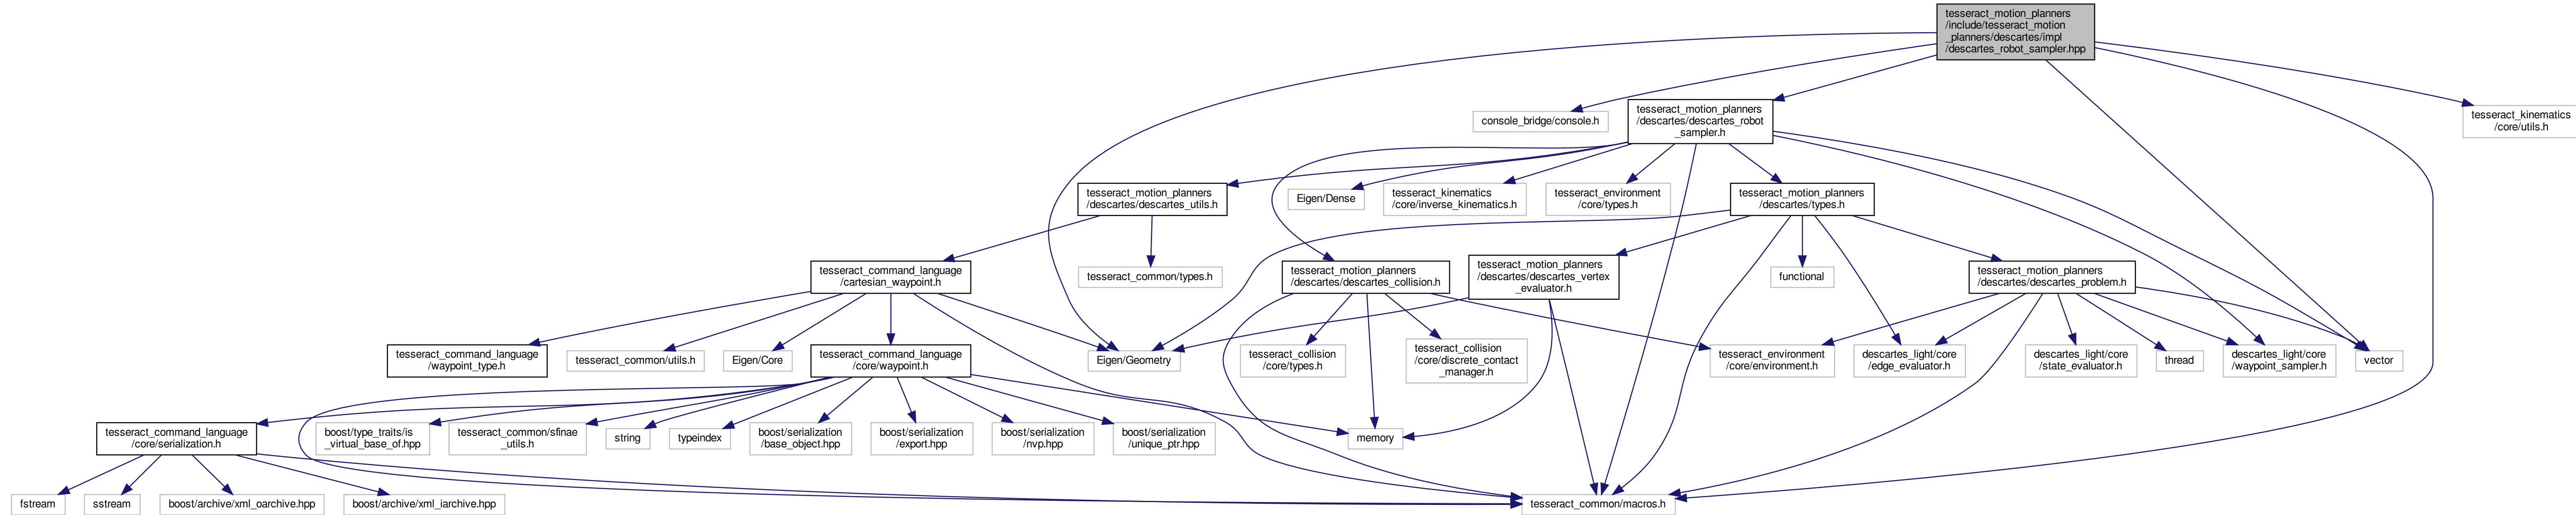 tesseract_motion_planners
/include/tesseract_motion
_planners/descartes/impl
/descartes_robot_sampler.hpp
console_bridge/console.h
tesseract_motion_planners
/descartes/descartes_robot
_sampler.h
tesseract_kinematics
/core/utils.h
tesseract_motion_planners
/descartes/descartes_utils.h
Eigen/Dense
tesseract_kinematics
/core/inverse_kinematics.h
tesseract_environment
/core/types.h
tesseract_motion_planners
/descartes/types.h
tesseract_command_language
/cartesian_waypoint.h
tesseract_common/types.h
tesseract_motion_planners
/descartes/descartes_collision.h
tesseract_motion_planners
/descartes/descartes_vertex
_evaluator.h
functional
tesseract_motion_planners
/descartes/descartes_problem.h
tesseract_command_language
/waypoint_type.h
tesseract_common/utils.h
Eigen/Core
tesseract_command_language
/core/waypoint.h
Eigen/Geometry
tesseract_collision
/core/types.h
tesseract_collision
/core/discrete_contact
_manager.h
tesseract_environment
/core/environment.h
descartes_light/core
/edge_evaluator.h
descartes_light/core
/state_evaluator.h
thread
descartes_light/core
/waypoint_sampler.h
vector
tesseract_command_language
/core/serialization.h
boost/type_traits/is
_virtual_base_of.hpp
tesseract_common/sfinae
_utils.h
string
typeindex
boost/serialization
/base_object.hpp
boost/serialization
/export.hpp
boost/serialization
/nvp.hpp
boost/serialization
/unique_ptr.hpp
memory
fstream
sstream
boost/archive/xml_oarchive.hpp
boost/archive/xml_iarchive.hpp
tesseract_common/macros.h